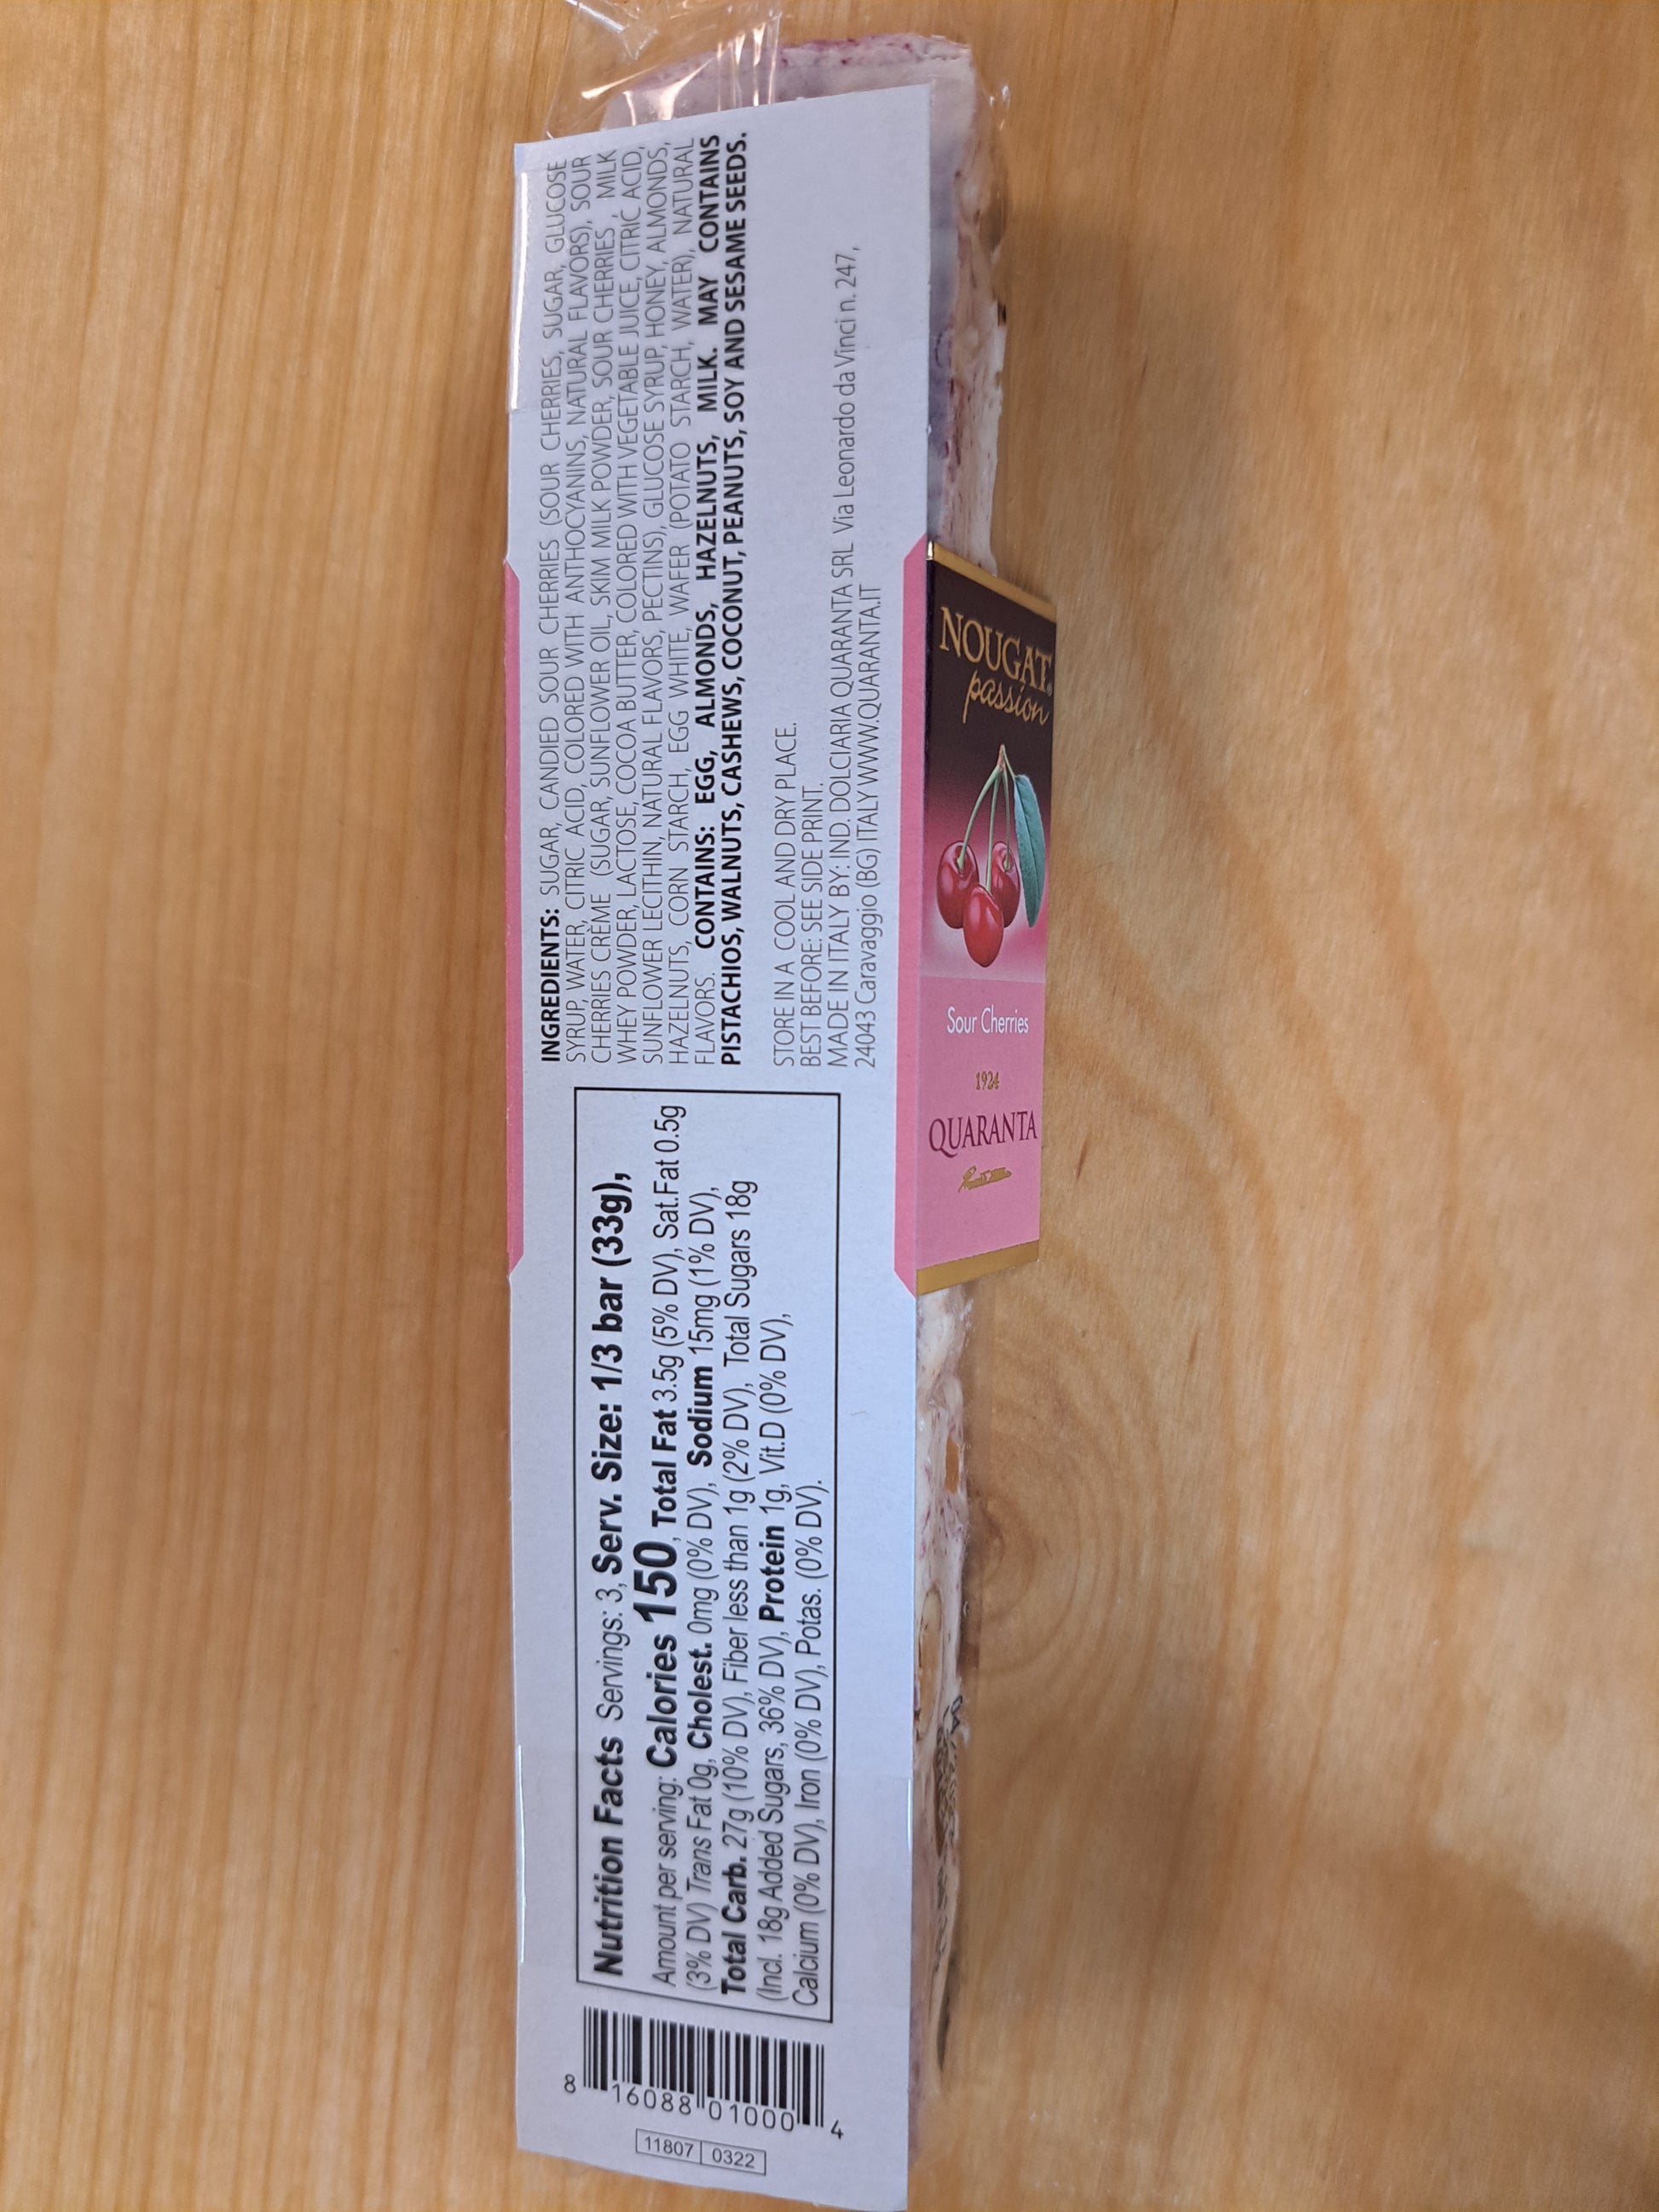 INGREDIENTS: SUGAR, CANDIED SOUR CHERRIES (SOUR CHERRIES, SUGAR, GLUCOSE
SYRUP, WATER, CITRIC ACID, COLORED WITH ANTHOCYANINS, NATURAL FLAVORS), SOUR
CHERRIES CRÈME (SUGAR, SUNFLOWER OIL, SKIM MILK POWDER, SOUR CHERRIES , MILK
WHEY POWDER, LACTOSE, COCOA BUTTER, COLORED WITH VEGETABLE JUICE, CITRIC ACID,
SUNFLOWER LECITHIN, NATURAL FLAVORS, PECTINS), GLUCOSE SYRUP, HONEY, ALMONDS,
HAZELNUTS, CORN STARCH, EGG WHITE, WAFER (POTATO STARCH, WATER), NATURAL
FLAVORS. CONTAINS: EGG, ALMONDS, HAZELNUTS, MILK. MAY CONTAINS
PISTACHIOS, WALNUTS, CASHEWS, COCONUT, PEANUTS, SOY AND SESAME SEEDS.
STORE IN A COOL AND DRY PLACE.
BEST BEFORE: SEE SIDE PRINT.
MADE IN ITALY BY: IND. DOLCIARIA QUARANTA SRL Via Leonardo da Vinci n. 247,
24043 Caravaggio (BG) ITALY WWW.QUARANTA.IT
Nutrition Facts Servings: 3, Serv. Size: 1/3 bar (33g),
Amount per serving: Calories 150, Total Fat 3.5g (5% DV), Sat.Fat 0.5g
(3% DV) Trans Fat 0g, Cholest. 0mg (0% DV), Sodium 15mg (1% DV),
Total Carb. 27g (10% DV), Fiber less than 1g (2% DV), Total Sugars 18g
(Incl. 18g Added Sugars, 36% DV), Protein 1g, Vit.D (0% DV),
Calcium (0% DV), Iron (0% DV), Potas. (0% DV).
8 16088 01000 4
11807 0322
NOUGAT
passion
Sour Cherries
1924
QUARANTA